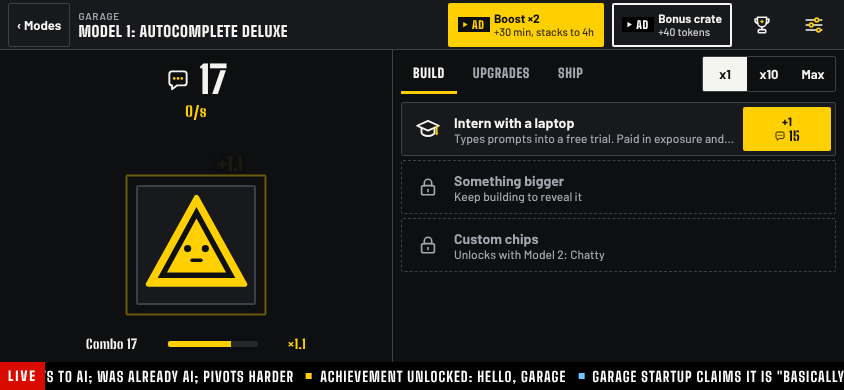 ‹ Modes
GARAGE
MODEL 1: AUTOCOMPLETE DELUXE
AD
Boost ×2
+30 min, stacks to 4h
AD
Bonus crate
+40 tokens
17
0/s
+1.1
Combo 17
×1.1
BUILD
UPGRADES
SHIP
x1
x10
Max
Intern with a laptop
Types prompts into a free trial. Paid in exposure and...
+1
15
Something bigger
Keep building to reveal it
Custom chips
Unlocks with Model 2: Chatty
LIVE
TS TO AI; WAS ALREADY AI; PIVOTS HARDER ■ ACHIEVEMENT UNLOCKED: HELLO, GARAGE ■ GARAGE STARTUP CLAIMS IT IS "BASICALLY